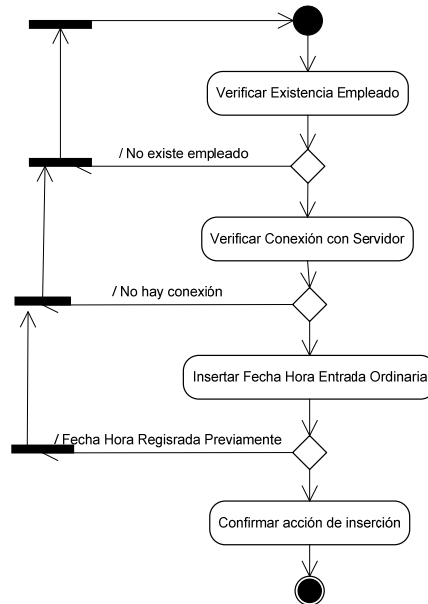 Verificar Existencia Empleado
/ No existe empleado
Verificar Conexión con Servidor
/ No hay conexión
Insertar Fecha Hora Entrada Ordinaria
/ Fecha Hora Regisrada Previamente
Confirmar acción de inserción